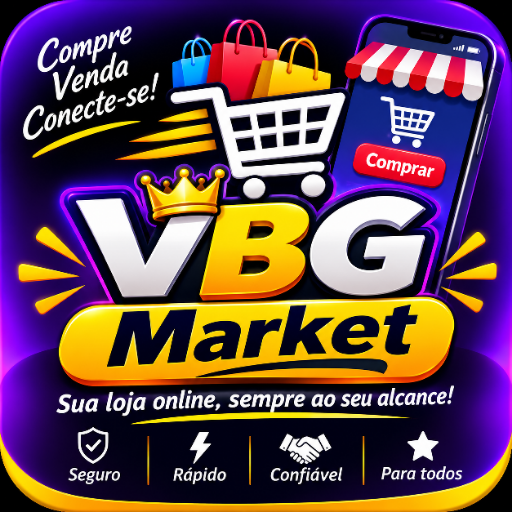 Compre
Venda
Conecte-se!
Comprar
VBG
Market
Sua loja online, sempre ao seu alcance!
Seguro
Rápido
Confiável
Para todos